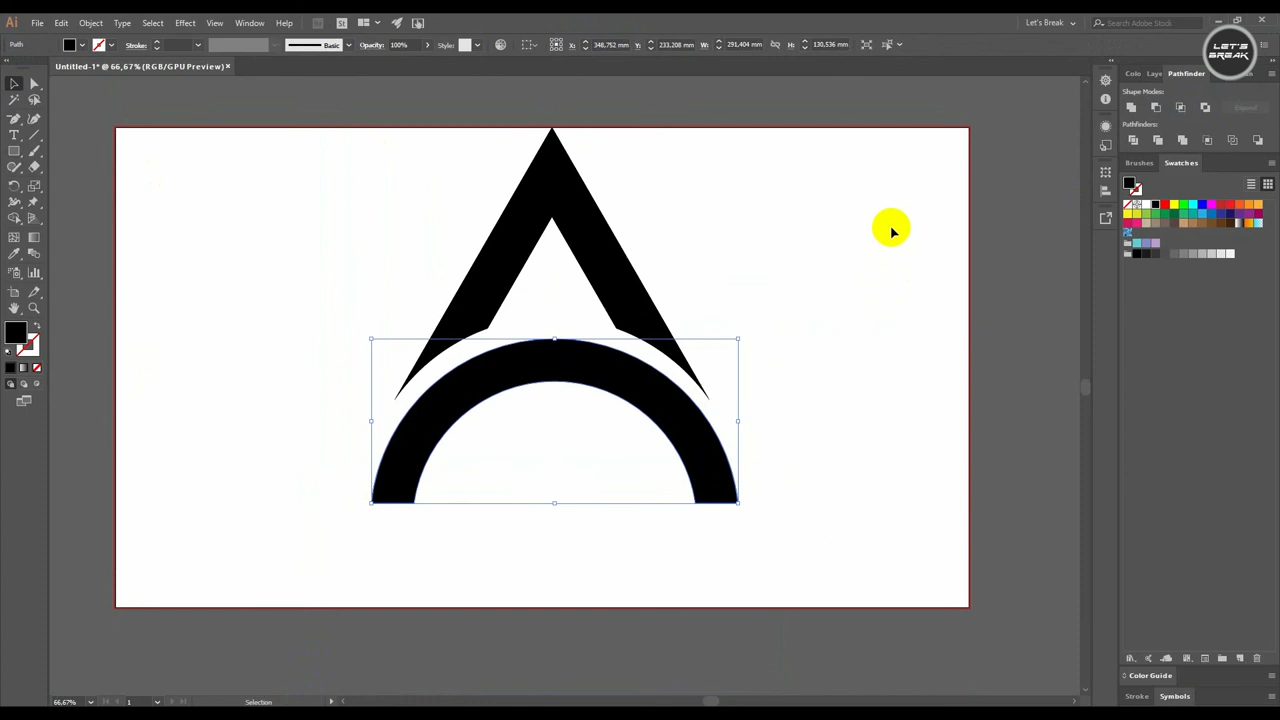 Ai File Edit Object Type Select Effect View Window Help Br St Let's Break Search Adobe Stock
Path Stroke: Basic Opacity: 100% Style: X: 348,752 mm Y: 233,208 mm W: 291,404 mm H: 130,536 mm
LET'S
BREAK
Untitled-1* @ 66,67% (RGB/GPU Preview) ×
Colo Laye Pathfinder
Shape Modes:
Expand
Pathfinders:
Brushes Swatches
Color Guide
Stroke Symbols
66,67% 1 Selection